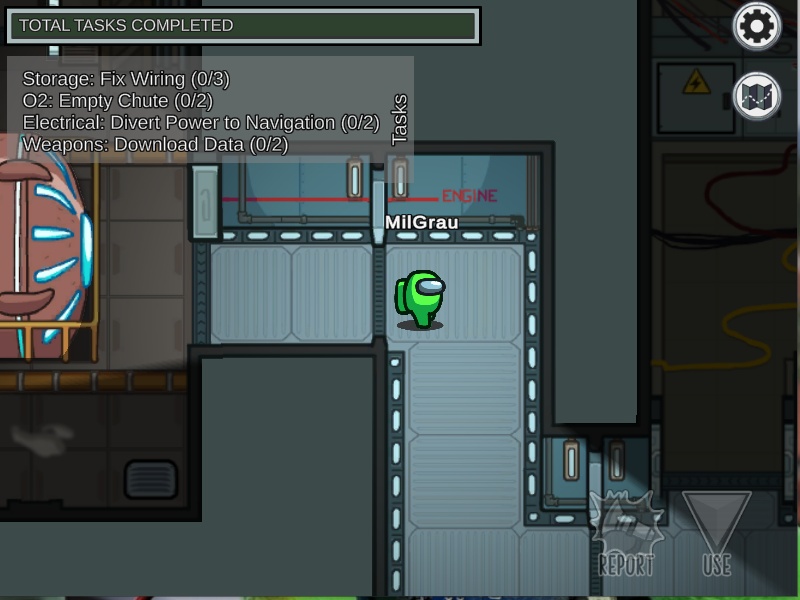 TOTAL TASKS COMPLETED
Storage: Fix Wiring (0/3)
O2: Empty Chute (0/2)
Electrical: Divert Power to Navigation (0/2)
Weapons: Download Data (0/2)
Tasks
ENGINE
MilGrau
REPORT
USE